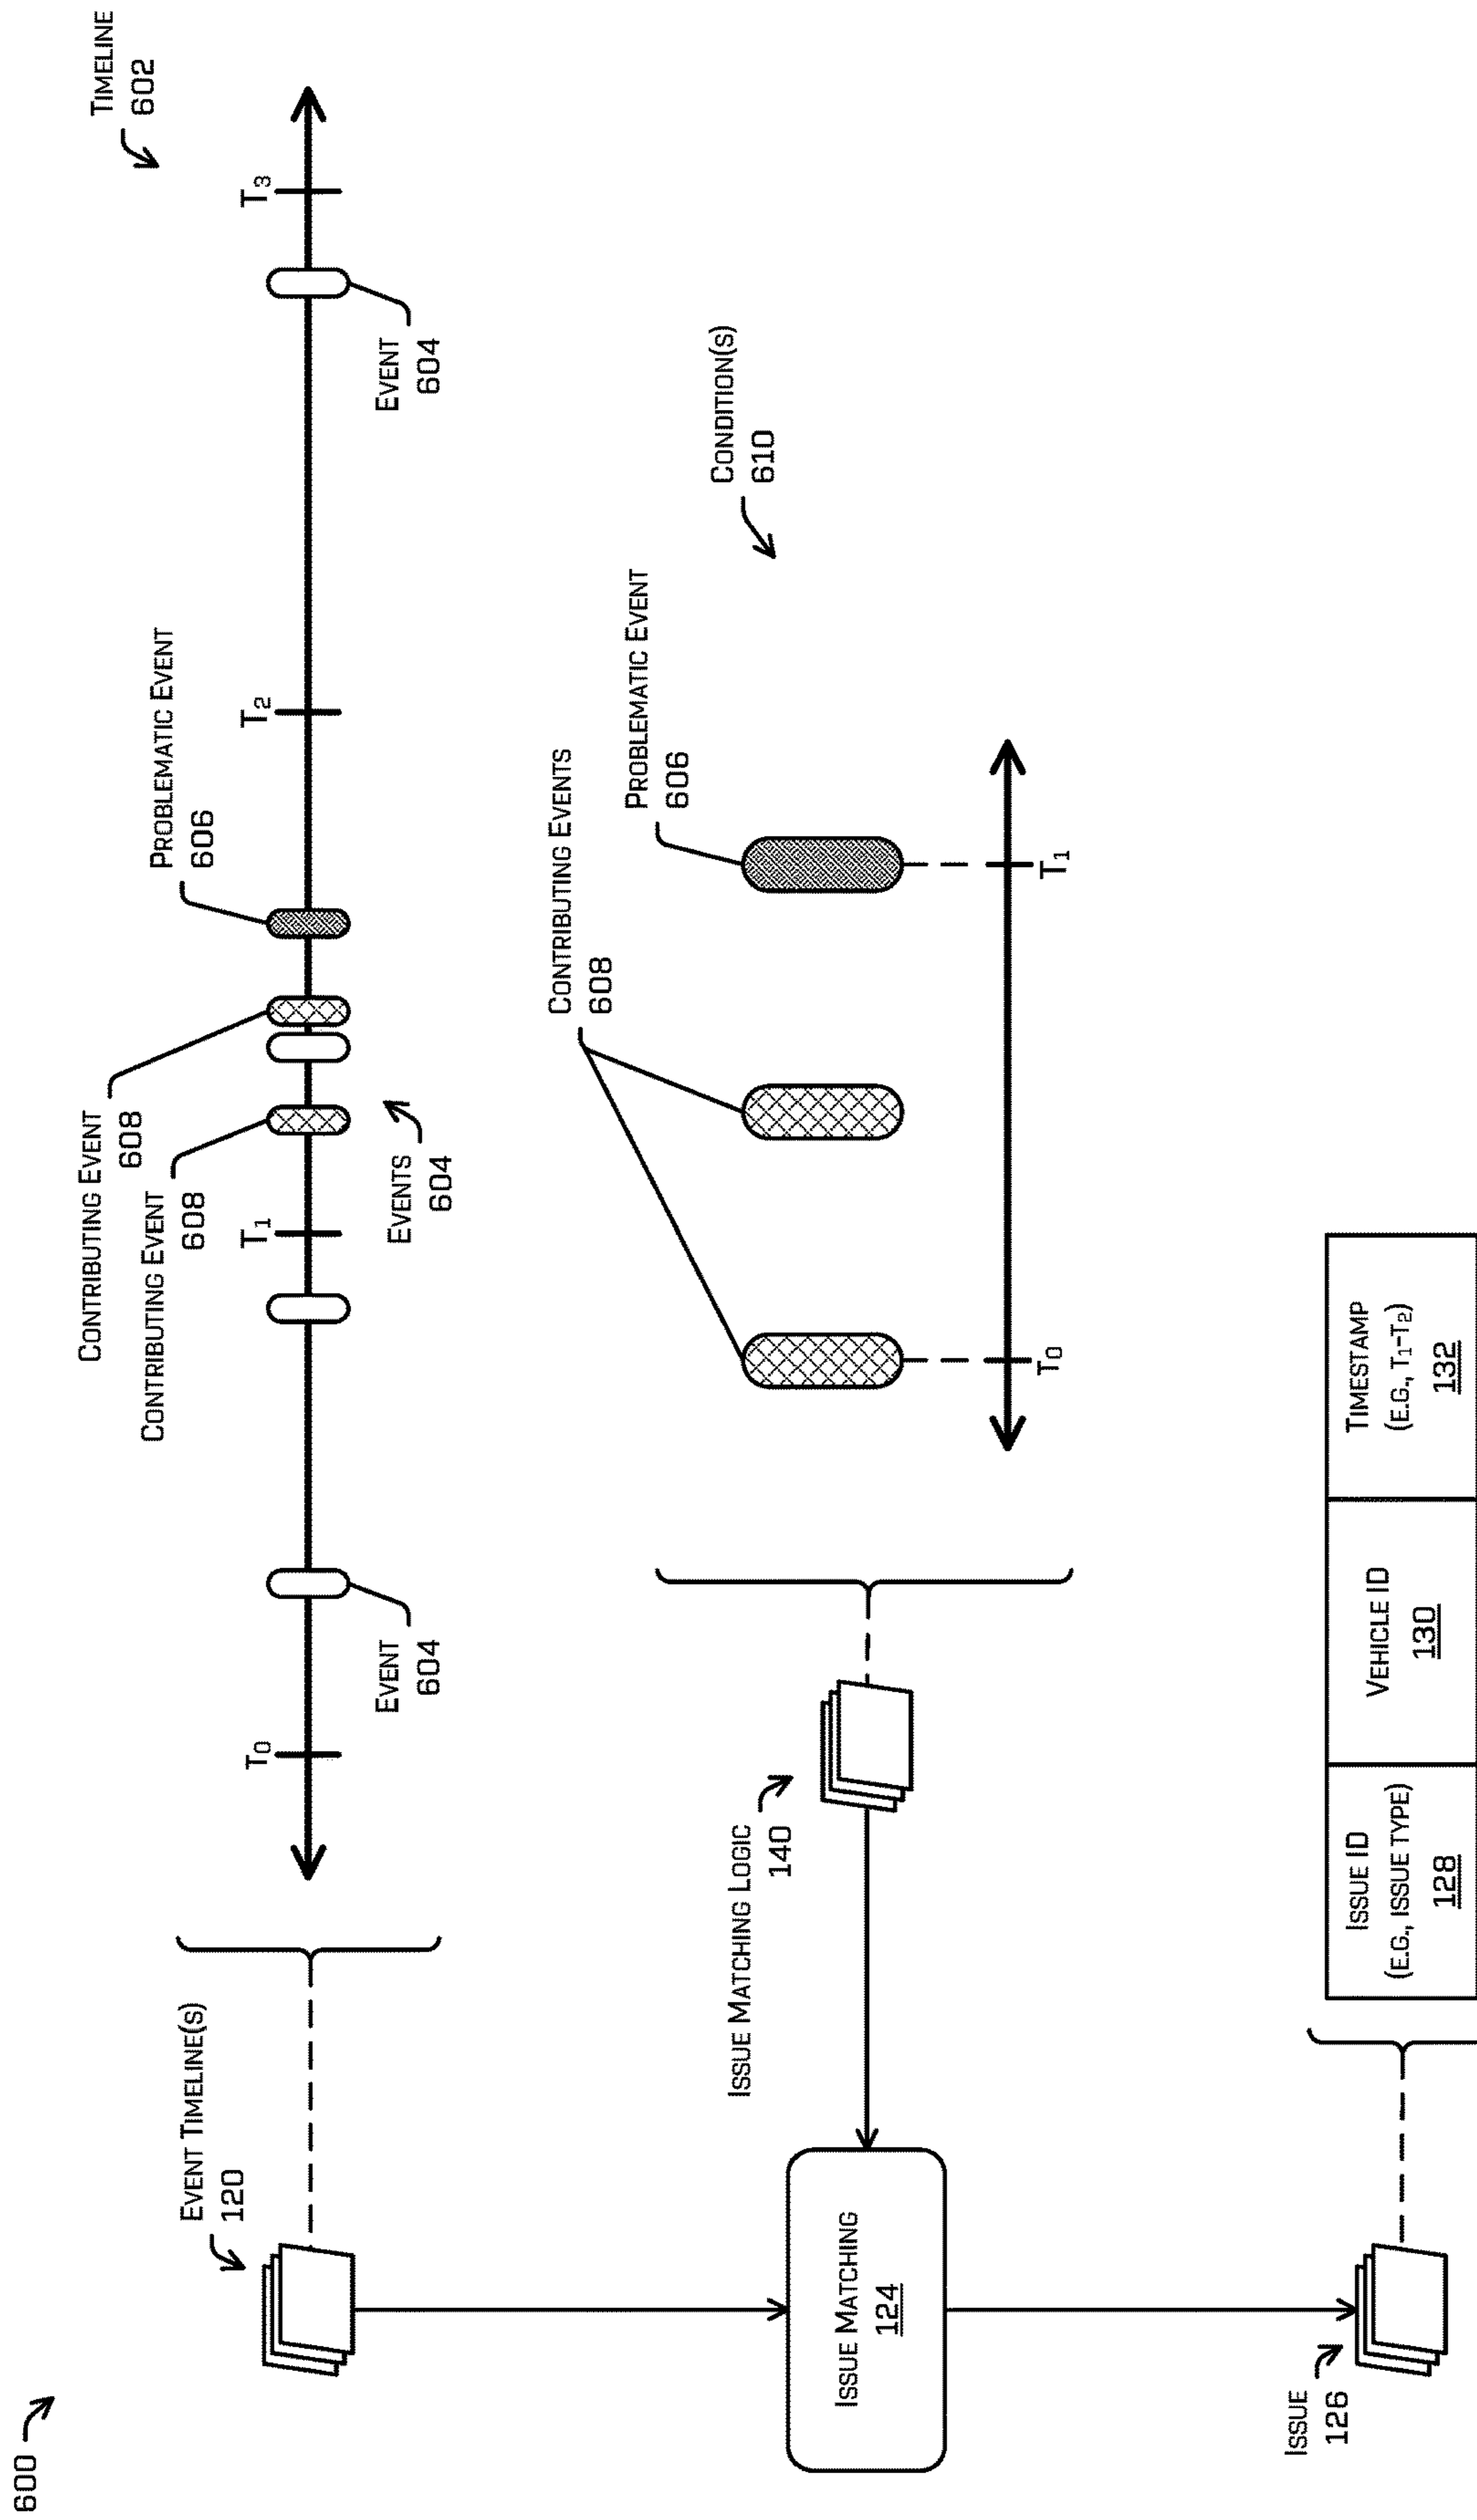 600
EVENT TIMELINE(S)
120
TIMELINE
602
T0
T1
T2
T3
EVENT
604
CONTRIBUTING EVENT
608
CONTRIBUTING EVENT
608
EVENTS
604
PROBLEMATIC EVENT
606
EVENT
604
ISSUE MATCHING
124
ISSUE MATCHING LOGIC
140
CONTRIBUTING EVENTS
608
PROBLEMATIC EVENT
606
CONDITION(S)
610
T0
T1
ISSUE
126
ISSUE ID
(E.G., ISSUE TYPE)
128
VEHICLE ID
130
TIMESTAMP
(E.G., T1-T2)
132